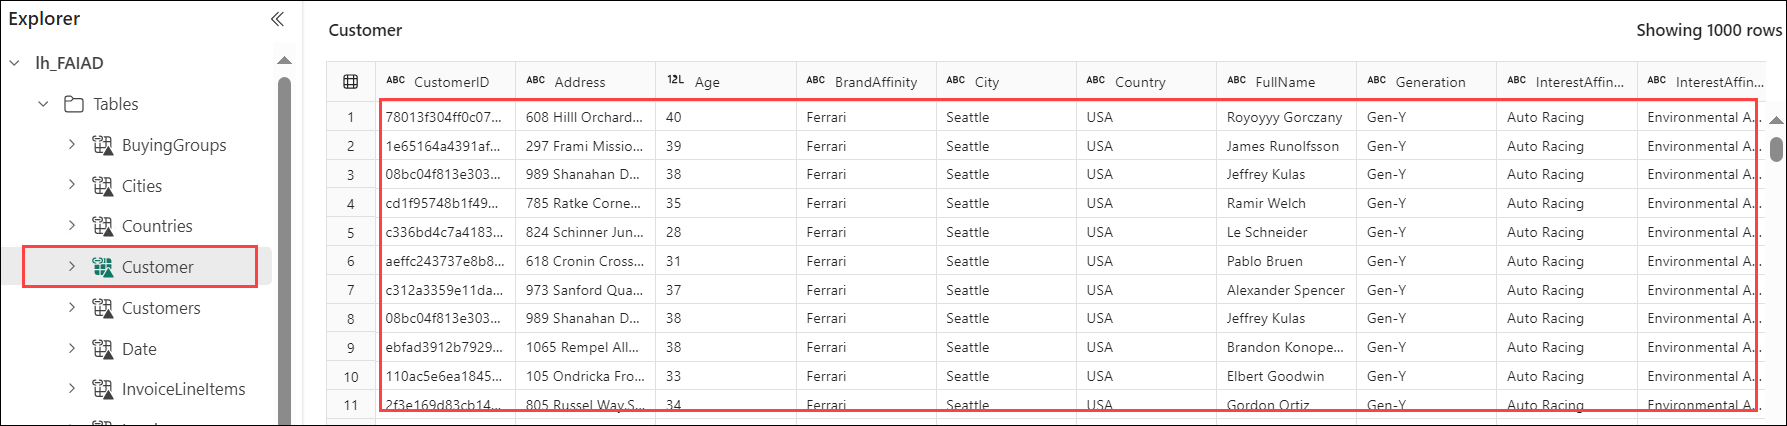 Explorer
lh_FAIAD
Tables
BuyingGroups
Cities
Countries
Customer
Customers
Date
InvoiceLineItems
Customer
Showing 1000 rows
ABC CustomerID ABC Address 12L Age ABC BrandAffinity ABC City ABC Country ABC FullName ABC Generation ABC InterestAffin... ABC InterestAffin...
1 78013f304ff0c07... 608 Hilll Orchard... 40 Ferrari Seattle USA Royoyyy Gorczany Gen-Y Auto Racing Environmental A...
2 1e65164a4391af... 297 Frami Missio... 39 Ferrari Seattle USA James Runolfsson Gen-Y Auto Racing Environmental A...
3 08bc04f813e303... 989 Shanahan D... 38 Ferrari Seattle USA Jeffrey Kulas Gen-Y Auto Racing Environmental A...
4 cd1f95748b1f49... 785 Ratke Corne... 35 Ferrari Seattle USA Ramir Welch Gen-Y Auto Racing Environmental A...
5 c336bd4c7a4183... 824 Schinner Jun... 28 Ferrari Seattle USA Le Schneider Gen-Y Auto Racing Environmental A...
6 aeffc243737e8b8... 618 Cronin Cross... 31 Ferrari Seattle USA Pablo Bruen Gen-Y Auto Racing Environmental A...
7 c312a3359e11da... 973 Sanford Qua... 37 Ferrari Seattle USA Alexander Spencer Gen-Y Auto Racing Environmental A...
8 08bc04f813e303... 989 Shanahan D... 38 Ferrari Seattle USA Jeffrey Kulas Gen-Y Auto Racing Environmental A...
9 ebfad3912b7929... 1065 Rempel All... 38 Ferrari Seattle USA Brandon Konope... Gen-Y Auto Racing Environmental A...
10 110ac5e6ea1845... 105 Ondricka Fro... 33 Ferrari Seattle USA Elbert Goodwin Gen-Y Auto Racing Environmental A...
11 2f3e169d83cb14... 805 Russel Way,S... 34 Ferrari Seattle USA Gordon Ortiz Gen-Y Auto Racing Environmental A...